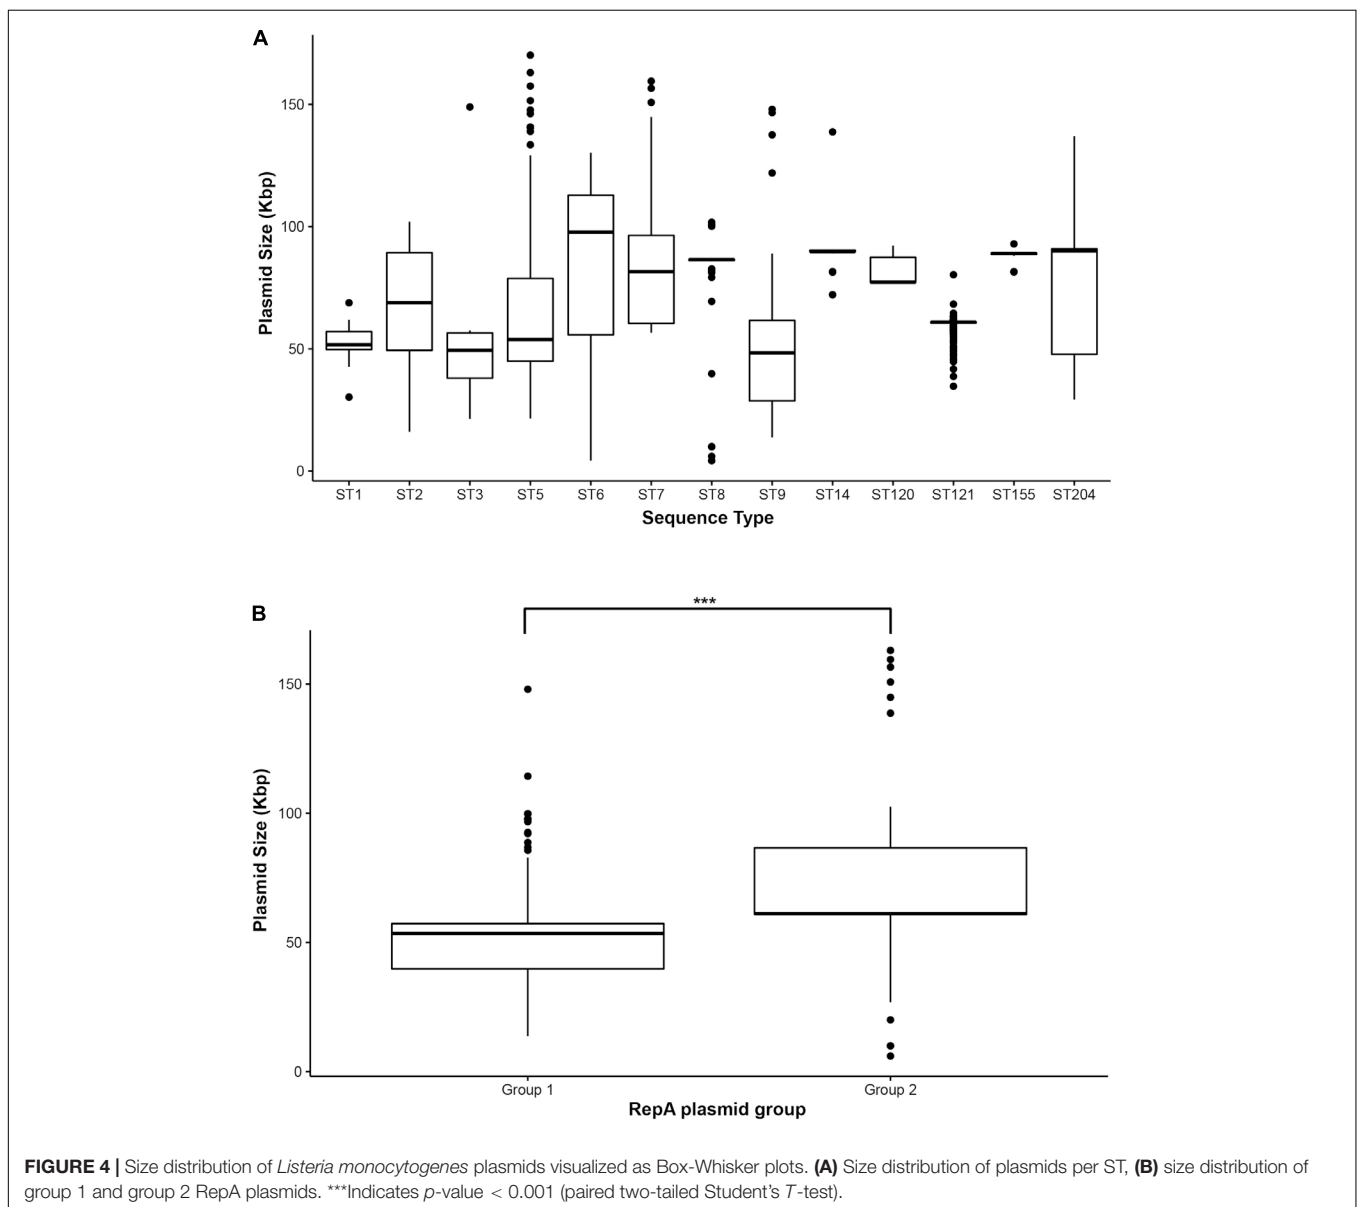 A
150
100
50
0
Plasmid Size (Kbp)
ST1 ST2 ST3 ST5 ST6 ST7 ST8 ST9 ST14 ST120 ST121 ST155 ST204
Sequence Type
B
***
150
100
50
0
Plasmid Size (Kbp)
Group 1 Group 2
RepA plasmid group
FIGURE 4 | Size distribution of Listeria monocytogenes plasmids visualized as Box-Whisker plots. (A) Size distribution of plasmids per ST, (B) size distribution of
group 1 and group 2 RepA plasmids. ***Indicates p-value < 0.001 (paired two-tailed Student’s T-test).